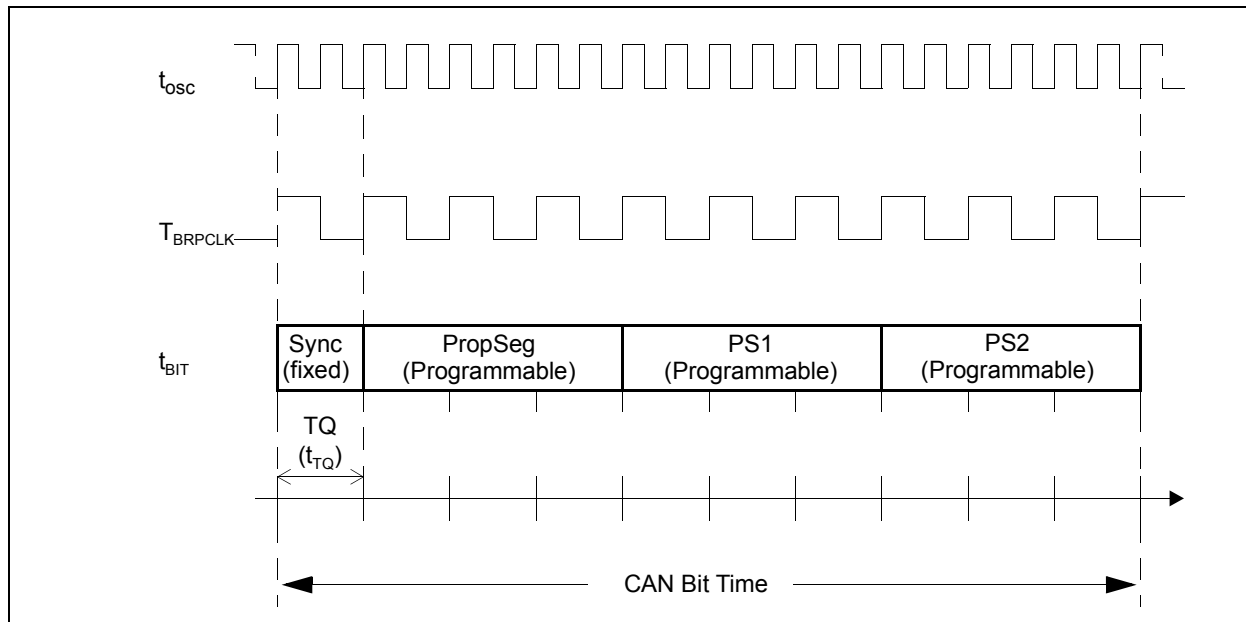 tosc
TBRPCLK
tBIT
Sync
(fixed)
PropSeg
(Programmable)
PS1
(Programmable)
PS2
(Programmable)
TQ
(tTQ)
CAN Bit Time